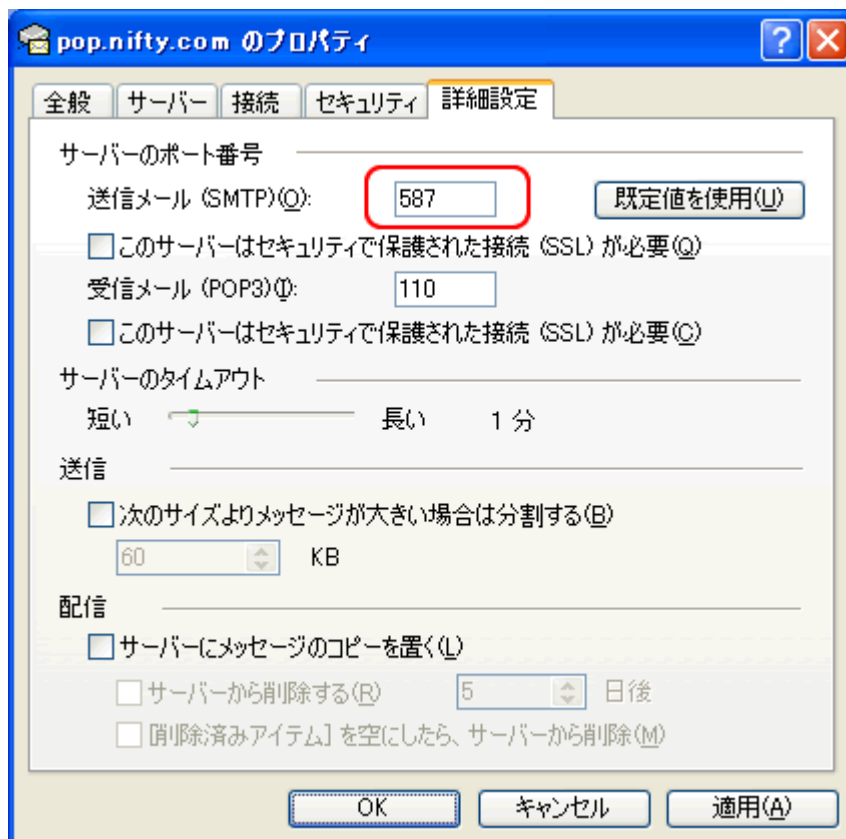 pop.nifty.com のプロパティ
全般 サーバー 接続 セキュリティ 詳細設定
サーバーのポート番号
送信メール (SMTP)(O): 587 既定値を使用(U)
このサーバーはセキュリティで保護された接続 (SSL) が必要(Q)
受信メール (POP3)(I): 110
このサーバーはセキュリティで保護された接続 (SSL) が必要(C)
サーバーのタイムアウト
短い 長い 1 分
送信
次のサイズよりメッセージが大きい場合は分割する(B)
60 KB
配信
サーバーにメッセージのコピーを置く(L)
サーバーから削除する(R) 5 日後
[削除済みアイテム] を空にしたら、サーバーから削除(M)
OK キャンセル 適用(A)